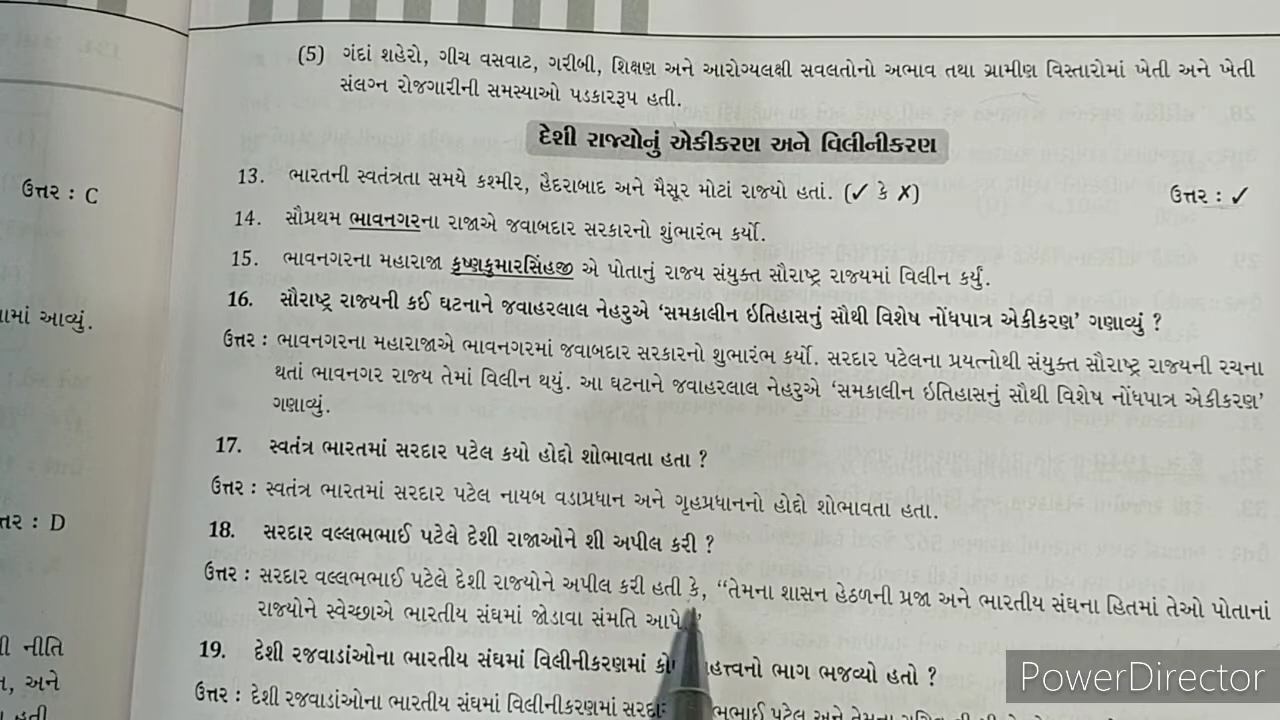 (5) ગંદાં શહેરો, ગીચ વસવાટ, ગરીબી, શિક્ષણ અને આરોગ્યલક્ષી સવલતોનો અભાવ તથા ગ્રામીણ વિસ્તારોમાં ખેતી અને ખેતી
સંલગ્ન રોજગારીની સમસ્યાઓ પડકારરૂપ હતી.
દેશી રાજ્યોનું એકીકરણ અને વિલીનીકરણ
13. ભારતની સ્વતંત્રતા સમયે કશ્મીર, હૈદરાબાદ અને મૈસૂર મોટાં રાજ્યો હતાં. (✓ કે ✗) ઉત્તર : ✓
14. સૌપ્રથમ ભાવનગરના રાજાએ જવાબદાર સરકારનો શુંભારંભ કર્યો.
15. ભાવનગરના મહારાજા કૃષ્ણકુમારસિંહજી એ પોતાનું રાજ્ય સંયુક્ત સૌરાષ્ટ્ર રાજ્યમાં વિલીન કર્યું.
16. સૌરાષ્ટ્ર રાજ્યની કઈ ઘટનાને જવાહરલાલ નેહરુએ ‘સમકાલીન ઇતિહાસનું સૌથી વિશેષ નોંધપાત્ર એકીકરણ’ ગણાવ્યું ?
ઉત્તર : ભાવનગરના મહારાજાએ ભાવનગરમાં જવાબદાર સરકારનો શુભારંભ કર્યો. સરદાર પટેલના પ્રયત્નોથી સંયુક્ત સૌરાષ્ટ્ર રાજ્યની રચના
થતાં ભાવનગર રાજ્ય તેમાં વિલીન થયું. આ ઘટનાને જવાહરલાલ નેહરુએ ‘સમકાલીન ઇતિહાસનું સૌથી વિશેષ નોંધપાત્ર એકીકરણ’
ગણાવ્યું.
17. સ્વતંત્ર ભારતમાં સરદાર પટેલ કયો હોદ્દો શોભાવતા હતા ?
ઉત્તર : સ્વતંત્ર ભારતમાં સરદાર પટેલ નાયબ વડાપ્રધાન અને ગૃહપ્રધાનનો હોદ્દો શોભાવતા હતા.
18. સરદાર વલ્લભભાઈ પટેલે દેશી રાજાઓને શી અપીલ કરી ?
ઉત્તર : સરદાર વલ્લભભાઈ પટેલે દેશી રાજ્યોને અપીલ કરી હતી કે, “તેમના શાસન હેઠળની પ્રજા અને ભારતીય સંઘના હિતમાં તેઓ પોતાનાં
રાજ્યોને સ્વેચ્છાએ ભારતીય સંઘમાં જોડાવા સંમતિ આપે
19. દેશી રજવાડાંઓના ભારતીય સંઘમાં વિલીનીકરણમાં ભાગ ભજવ્યો હતો ?
ઉત્તર : દેશી રજવાડાંઓના ભારતીય સંઘમાં વિલીનીકરણમાં પટેલ અને તેમના
ઉત્તર : C
આવ્યું.
D
નીતિ
અને
હતી
PowerDirector